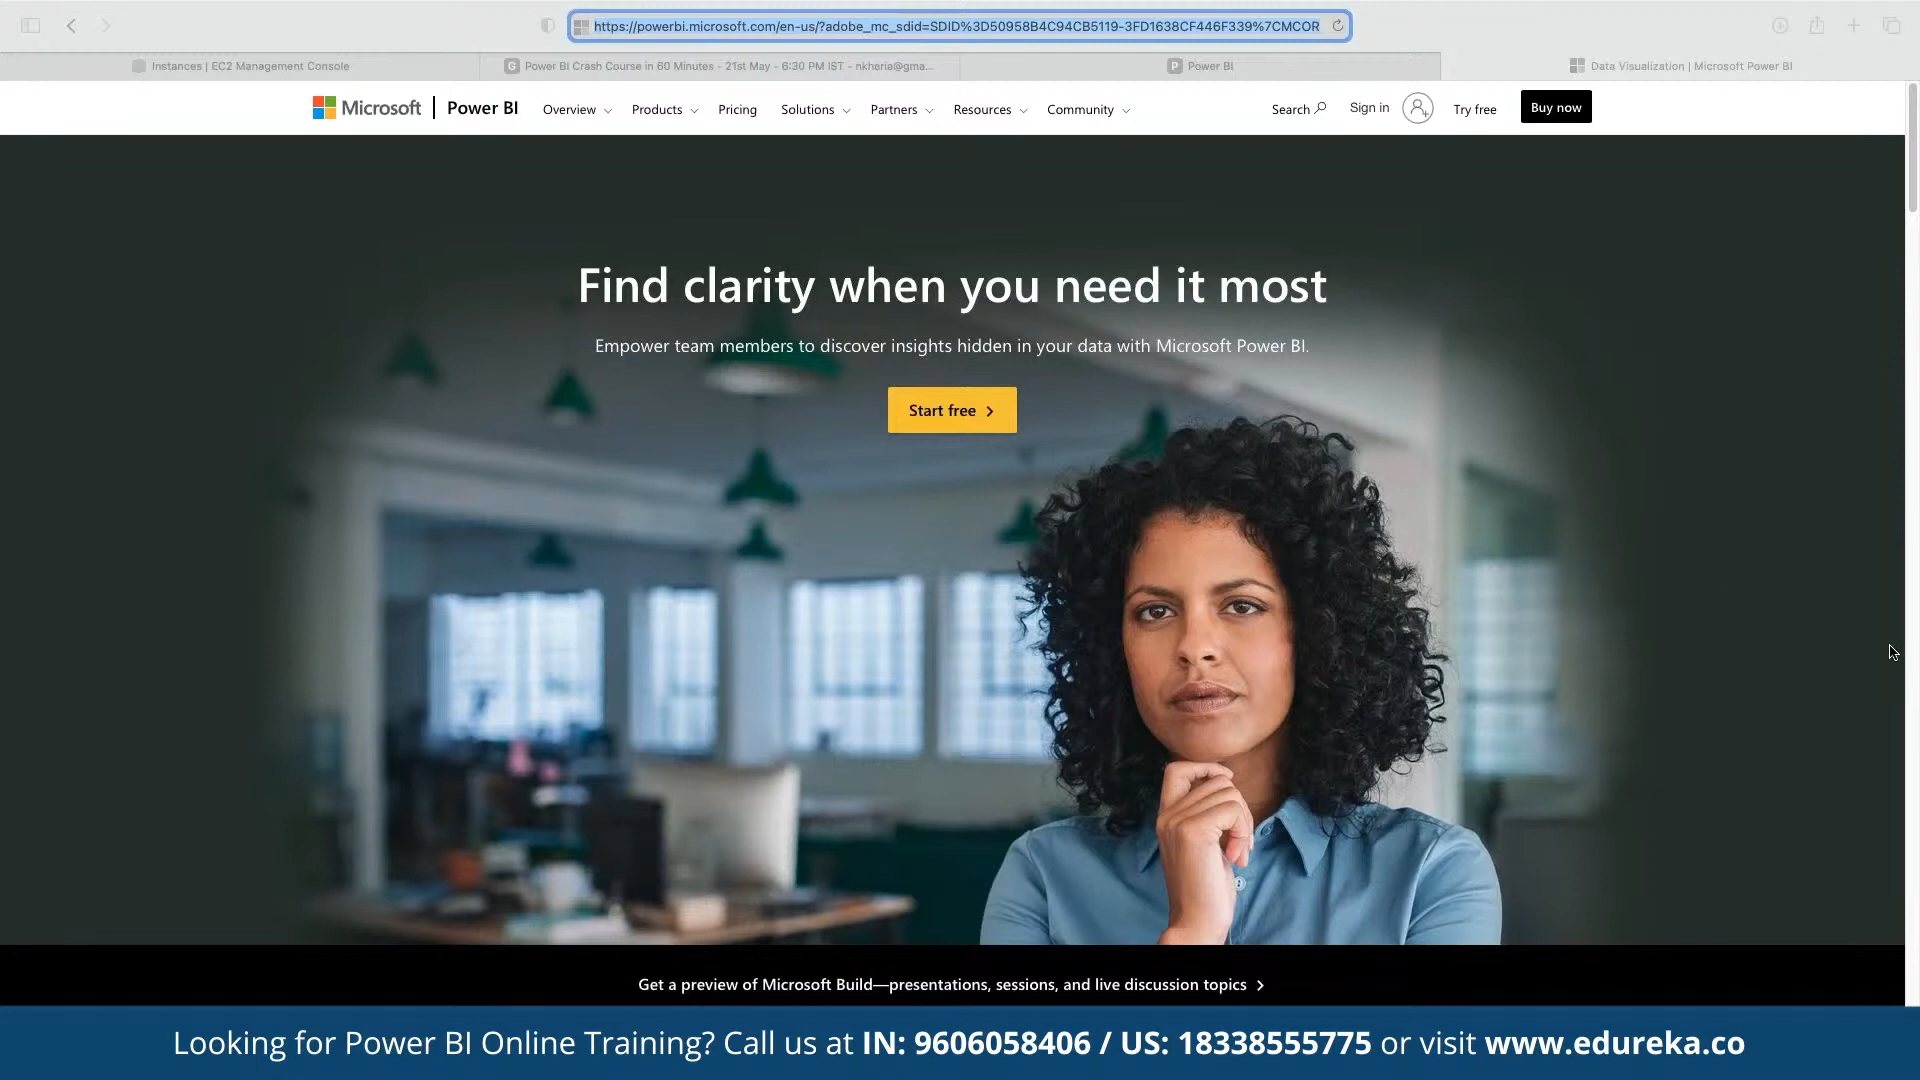 https://powerbi.microsoft.com/en-us/?adobe_mc_sdid=SDID%3D50958B4C94CB5119-3FD1638CF446F339%7CMCOR
Instances | EC2 Management Console
Power BI Crash Course in 60 Minutes - 21st May - 6:30 PM IST - nkheria@gma...
Power BI
Data Visualization | Microsoft Power BI
Microsoft Power BI Overview Products Pricing Solutions Partners Resources Community Search Sign in Try free Buy now
Find clarity when you need it most
Empower team members to discover insights hidden in your data with Microsoft Power BI.
Start free
Get a preview of Microsoft Build—presentations, sessions, and live discussion topics
Looking for Power BI Online Training? Call us at IN: 9606058406 / US: 18338555775 or visit www.edureka.co